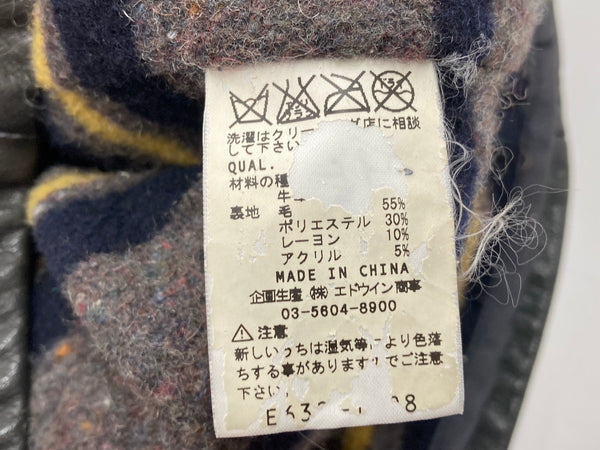 洗濯はクリー グ店に相談
して下さい
QUAL.
材料の種
牛
裏地 毛 55%
ポリエステル 30%
レーヨン 10%
アクリル 5%
MADE IN CHINA
企画生産 (株) エドウイン商事
03-5604-8900
⚠ 注意
新しいうちは湿気等により色落
ちする事がありますのでご注意
下さい